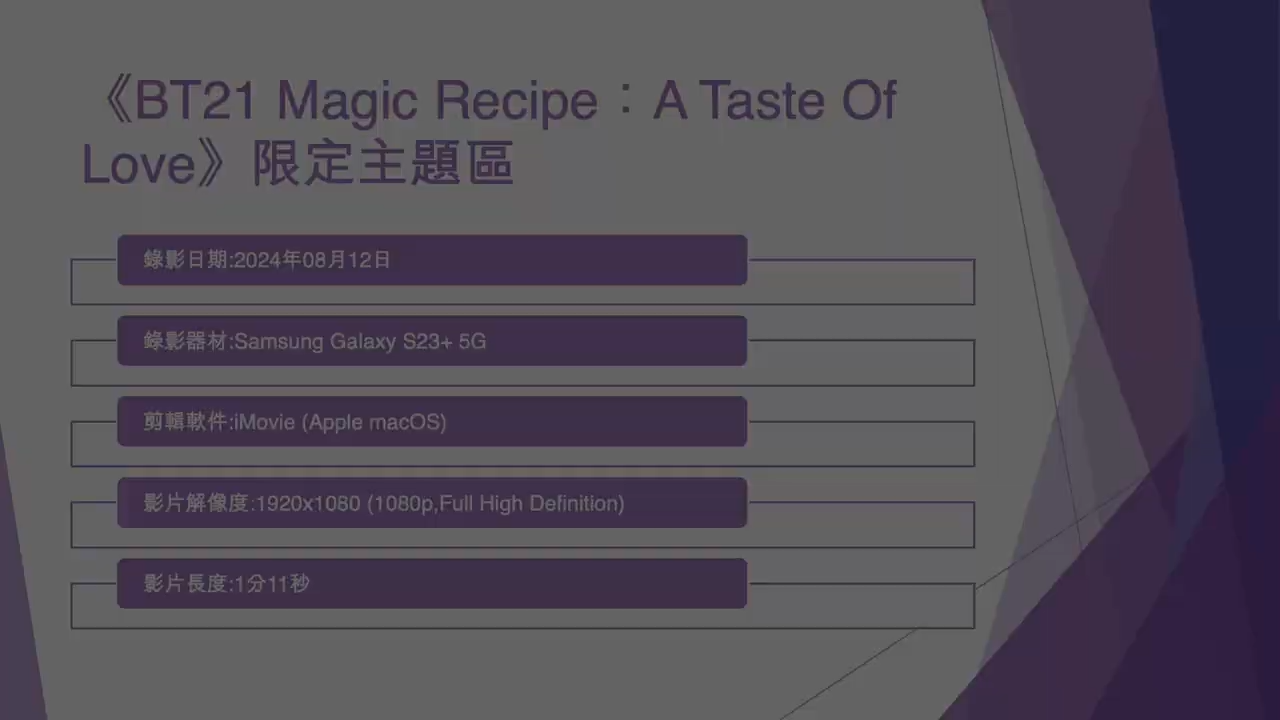 《BT21 Magic Recipe：A Taste Of
Love》限定主題區
錄影日期:2024年08月12日
錄影器材:Samsung Galaxy S23+ 5G
剪輯軟件:iMovie (Apple macOS)
影片解像度:1920x1080 (1080p,Full High Definition)
影片長度:1分11秒